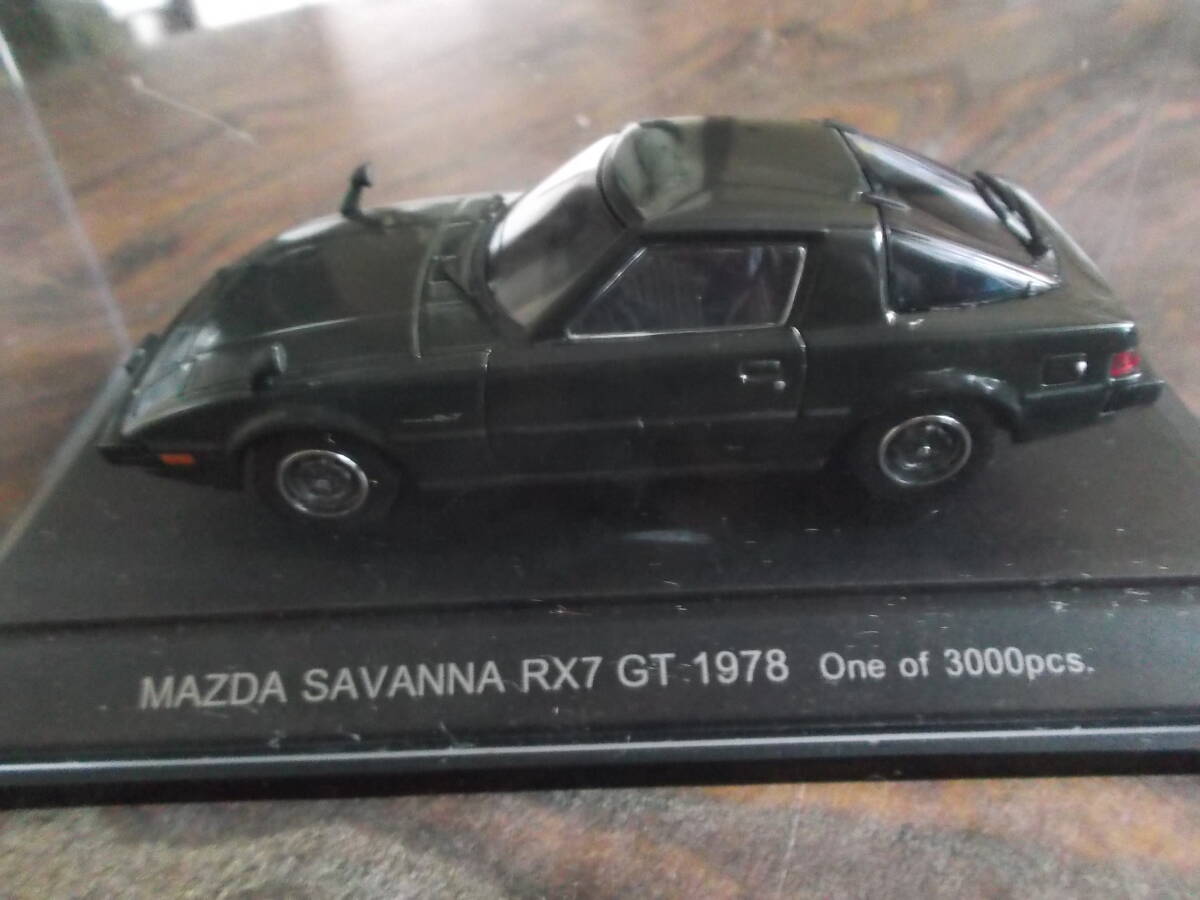 MAZDA SAVANNA RX7 GT 1978 One of 3000pcs.